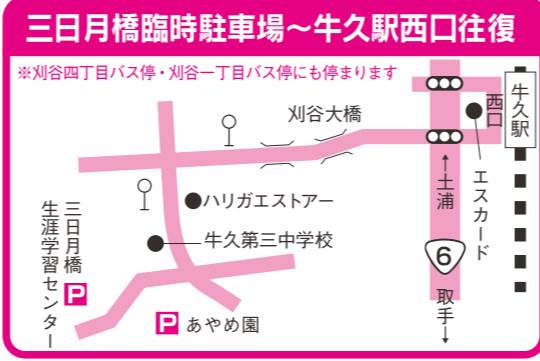 三日月橋臨時駐車場～牛久駅西口往復
※刈谷四丁目バス停・刈谷一丁目バス停にも停まります
牛久駅
西口
刈谷大橋
エスカード
←土浦
6
取手→
ハリガエストアー
牛久第三中学校
三日月橋
生涯学習センター
P
P あやめ園